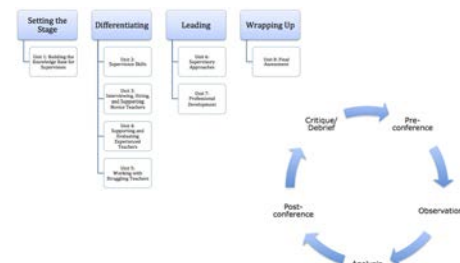 Setting the
Stage
Differentiating
Leading
Wrapping Up
Unit 1: Building the
Knowledge Base for
Supervision
Unit 2:
Supervision Skills
Unit 3:
Interviewing, Hiring,
and Supporting
Novice Teachers
Unit 4:
Supporting and
Evaluating
Experienced
Teachers
Unit 5:
Working with
Struggling Teachers
Unit 6:
Supervisory
Approaches
Unit 7:
Professional
Development
Unit 8: Final
Assessment
Critique/
Debrief
Pre-
conference
Observation
Analysis
Post-
conference